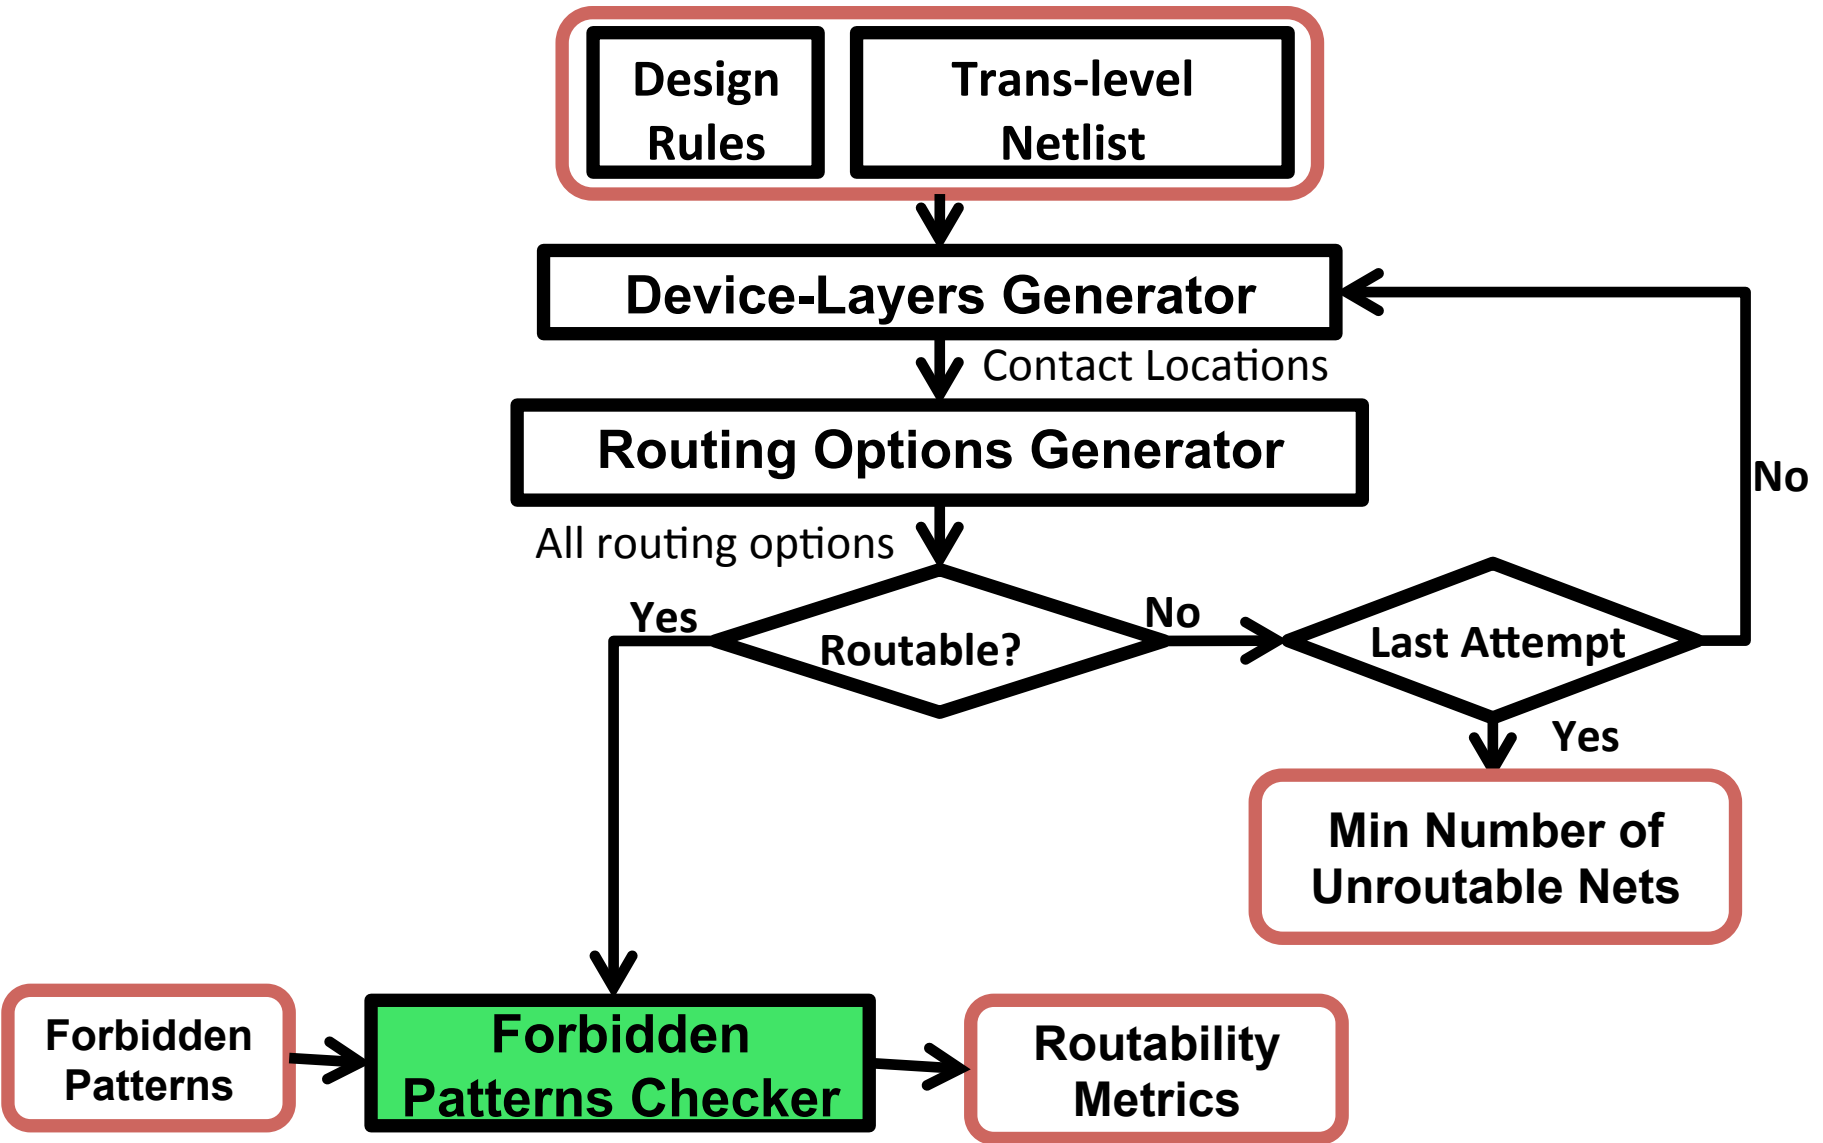 Design
Rules
Trans-level
Netlist
Device-Layers Generator
Contact Locations
Routing Options Generator
No
All routing options
Yes
No
Routable?
Last Attempt
Yes
Min Number of
Unroutable Nets
Forbidden
Patterns
Forbidden
Patterns Checker
Routability
Metrics